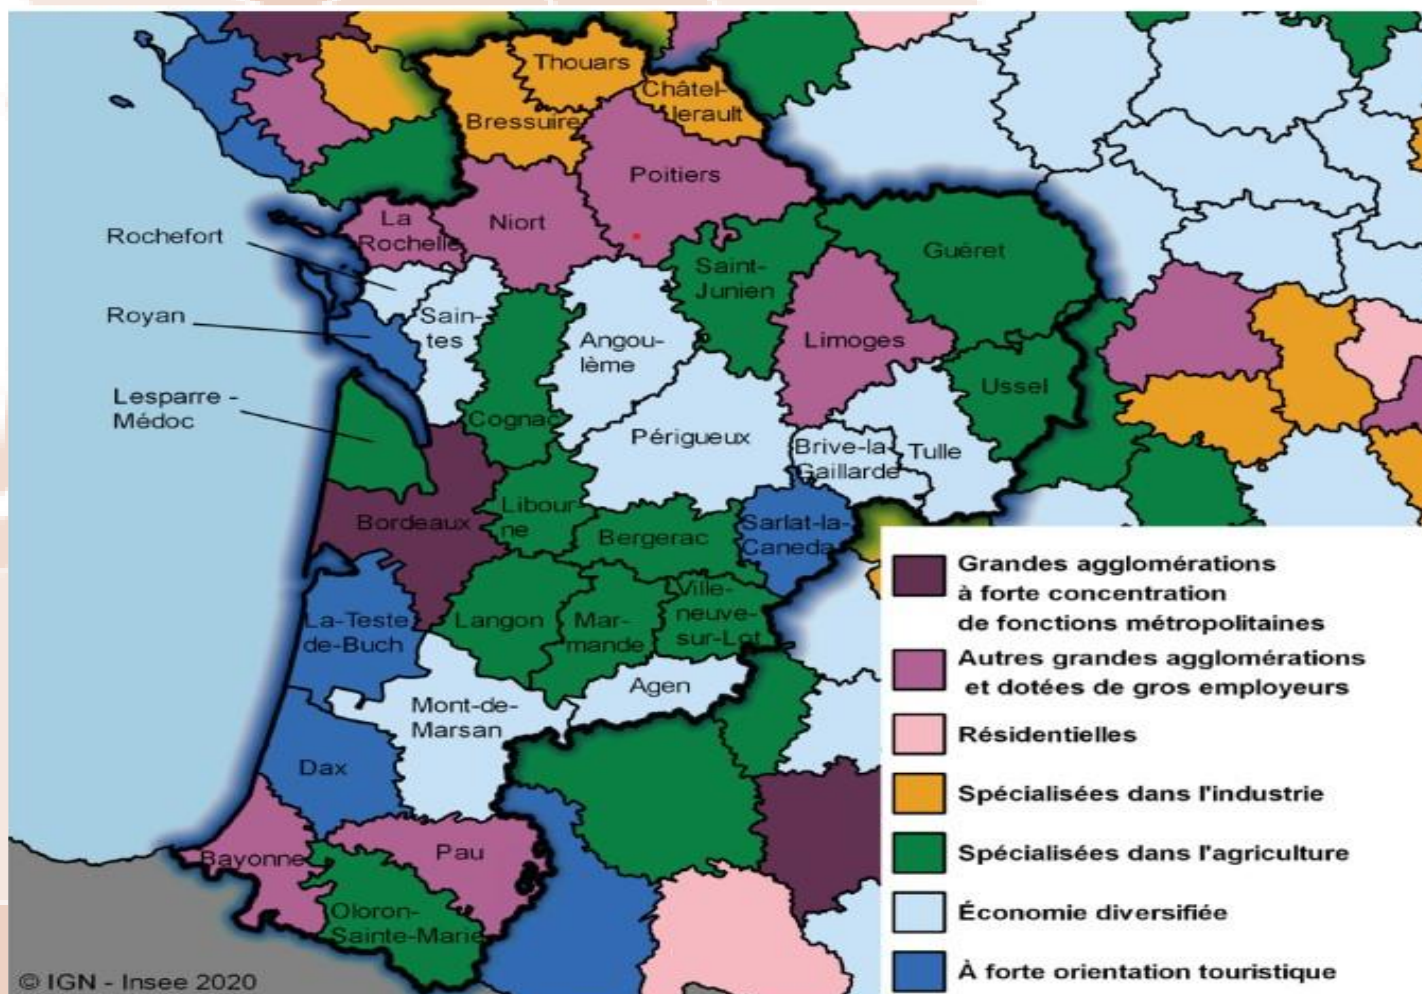 Thouars
Châtel-
lerault
Bressuire
Poitiers
La
Rochelle
Niort
Rochefort
Guéret
Saint-
Junien
Royan
Sain-
tes
Angou-
lème
Limoges
Ussel
Lesparre -
Médoc
Cognac
Périgueux
Brive-la-
Gaillarde
Tulle
Bordeaux
Libour
ne
Bergerac
Sarlat-la-
Caneda
La-Teste
de-Buch
Langon
Mar-
mande
Ville-
neuve-
sur-Lot
Agen
Mont-de-
Marsan
Dax
Bayonne
Pau
Oloron-
Sainte-Marie
© IGN - Insee 2020
Grandes agglomérations
à forte concentration
de fonctions métropolitaines
Autres grandes agglomérations
et dotées de gros employeurs
Résidentielles
Spécialisées dans l'industrie
Spécialisées dans l'agriculture
Économie diversifiée
À forte orientation touristique